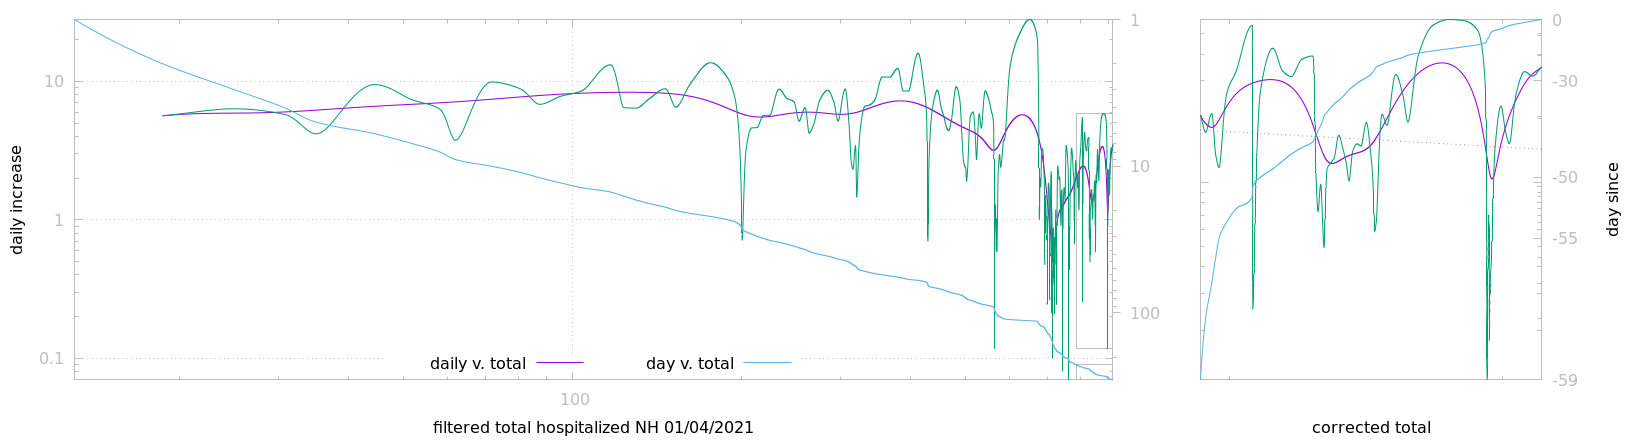 daily increase
10
1
0.1
100
daily v. total
day v. total
filtered total hospitalized NH 01/04/2021
1
10
100
0
-30
-50
-55
-59
day since
corrected total